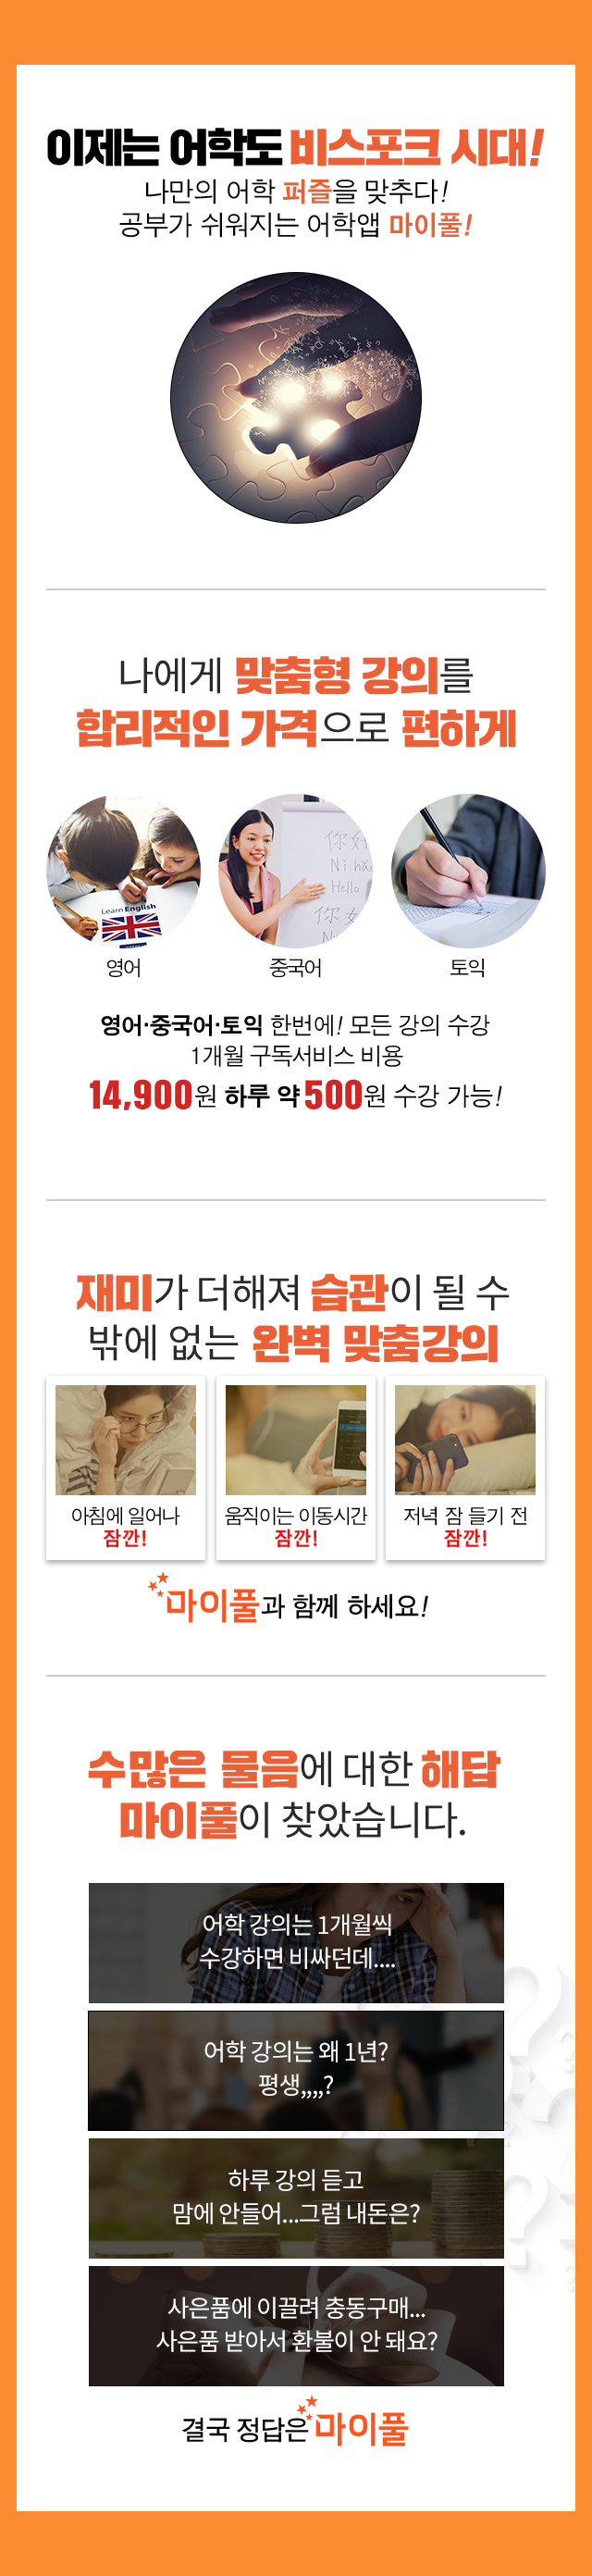 이제는 어학도 비스포크 시대!
나만의 어학 퍼즐을 맞추다!
공부가 쉬워지는 어학앱 마이풀!
나에게 맞춤형 강의를
합리적인 가격으로 편하게
Learn English
你好
Ni hǎo
Hello
你好
영어
중국어
토익
영어·중국어·토익 한번에! 모든 강의 수강
1개월 구독서비스 비용
14,900원 하루 약 500원 수강 가능!
재미가 더해져 습관이 될 수
밖에 없는 완벽 맞춤강의
아침에 일어나
잠깐!
움직이는 이동시간
잠깐!
저녁 잠 들기 전
잠깐!
마이풀과 함께 하세요!
수많은 물음에 대한 해답
마이풀이 찾았습니다.
어학 강의는 1개월씩
수강하면 비싸던데....
어학 강의는 왜 1년?
평생,,,,?
하루 강의 듣고
맘에 안들어...그럼 내돈은?
사은품에 이끌려 충동구매...
사은품 받아서 환불이 안 돼요?
결국 정답은 마이풀